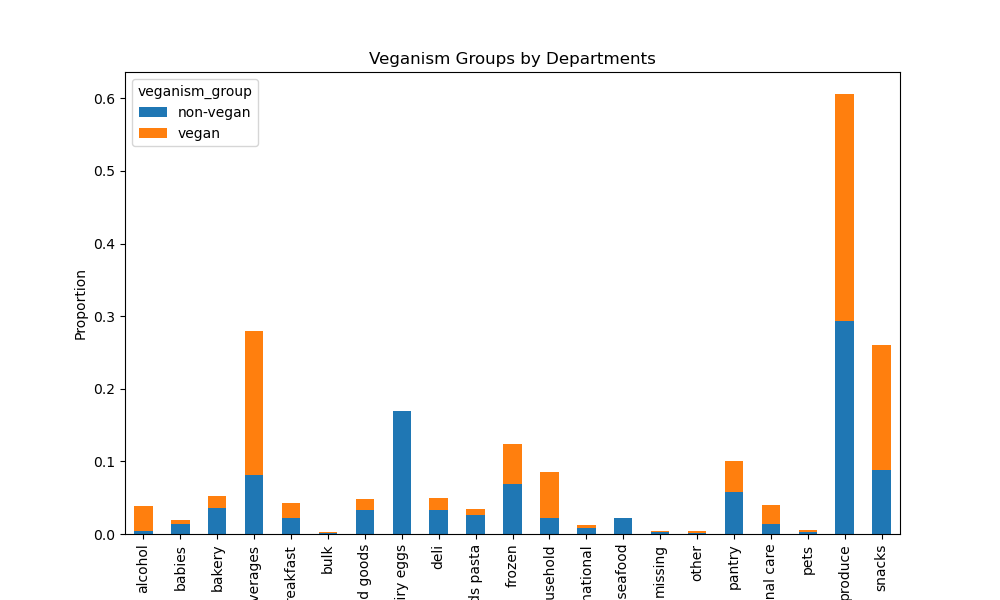 Veganism Groups by Departments
veganism_group
non-vegan
vegan
Proportion
0.6
0.5
0.4
0.3
0.2
0.1
0.0
alcohol
babies
bakery
verages
reakfast
bulk
d goods
iry eggs
deli
ds pasta
frozen
usehold
national
seafood
missing
other
pantry
nal care
pets
produce
snacks